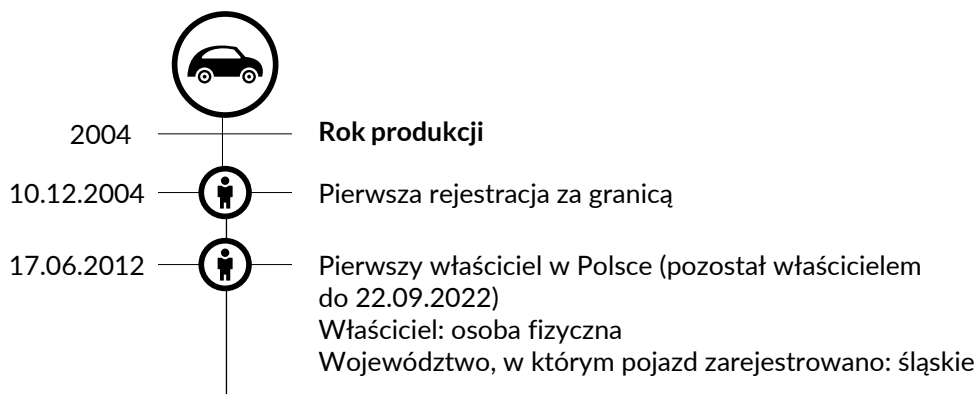 2004 Rok produkcji
10.12.2004 Pierwsza rejestracja za granicą
17.06.2012 Pierwszy właściciel w Polsce (pozostał właścicielem
do 22.09.2022)
Właściciel: osoba fizyczna
Województwo, w którym pojazd zarejestrowano: śląskie